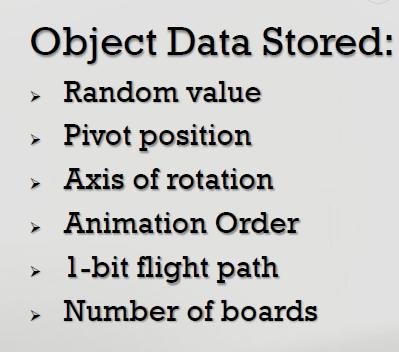 Object Data Stored:
Random value
Pivot position
Axis of rotation
Animation Order
1-bit flight path
Number of boards